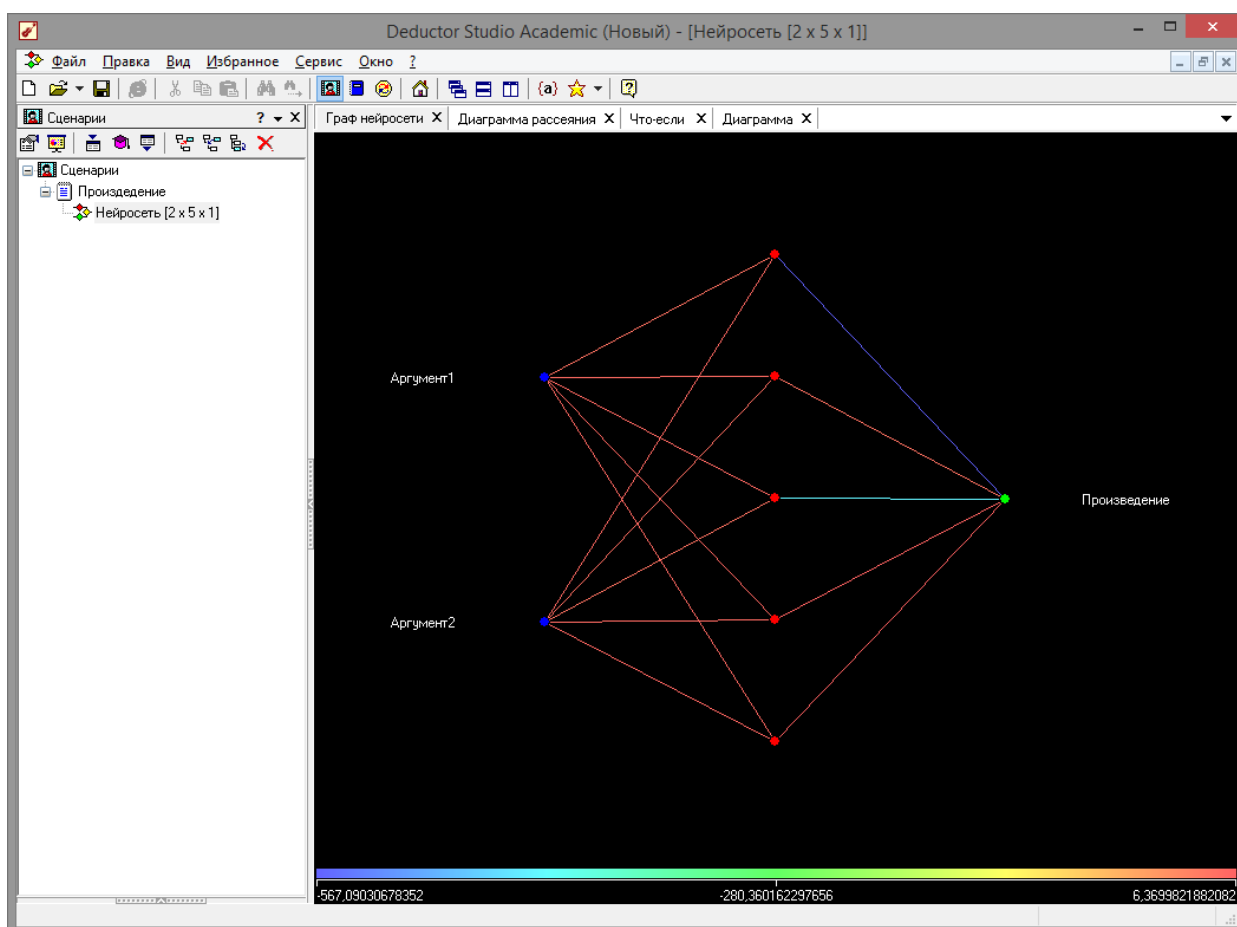 Deductor Studio Academic (Новый) - [Нейросеть [2 x 5 x 1]]
Файл Правка Вид Избранное Сервис Окно ?
{a}
Сценарии ? X
Граф нейросети X Диаграмма рассеяния X Что-если X Диаграмма X
Сценарии
Произдедение
Нейросеть [2 x 5 x 1]
Аргумент1
Произведение
Аргумент2
-567,09030678352 -280,360162297656 6,3699821882082